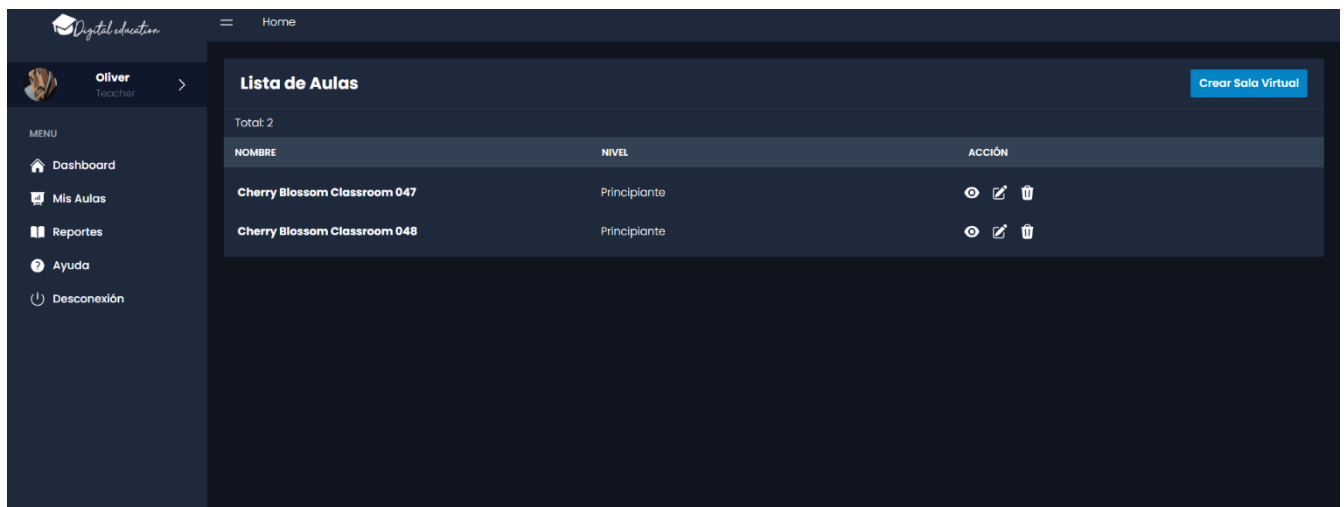 Digital education
Home
Oliver
Teacher
Lista de Aulas
Crear Sala Virtual
Total: 2
MENU
NOMBRE NIVEL ACCIÓN
Dashboard
Cherry Blossom Classroom 047 Principiante
Mis Aulas
Cherry Blossom Classroom 048 Principiante
Reportes
Ayuda
Desconexión